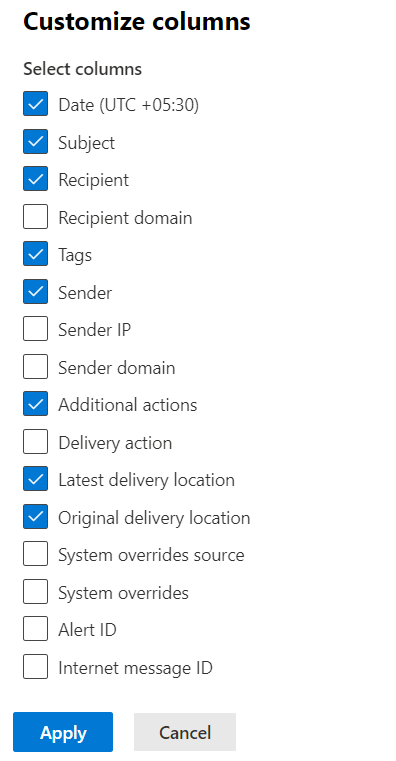 Customize columns
Select columns
Date (UTC +05:30)
Subject
Recipient
Recipient domain
Tags
Sender
Sender IP
Sender domain
Additional actions
Delivery action
Latest delivery location
Original delivery location
System overrides source
System overrides
Alert ID
Internet message ID
Apply Cancel